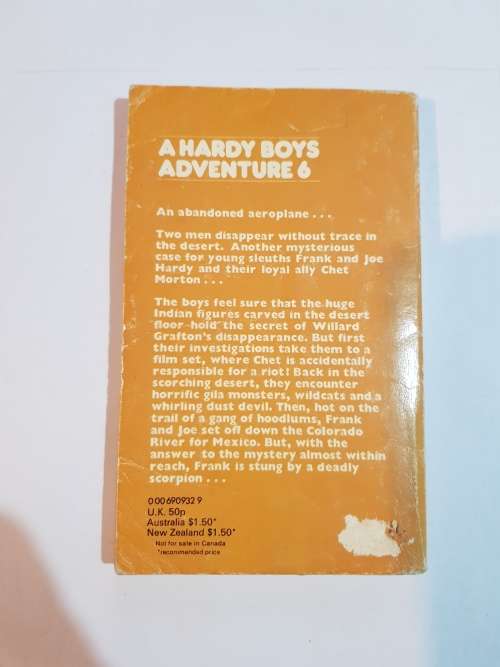 A HARDY BOYS
ADVENTURE 6
An abandoned aeroplane . . .
Two men disappear without trace in
the desert. Another mysterious
case for young sleuths Frank and Joe
Hardy and their loyal ally Chet
Morton . . .
The boys feel sure that the huge
Indian figures carved in the desert
floor hold the secret of Willard
Grafton's disappearance. But first
their investigations take them to a
film set, where Chet is accidentally
responsible for a riot! Back in the
scorching desert, they encounter
horrific gila monsters, wildcats and a
whirling dust devil. Then, hot on the
trail of a gang of hoodlums, Frank
and Joe set off down the Colorado
River for Mexico. But, with the
answer to the mystery almost within
reach, Frank is stung by a deadly
scorpion . . .
0 00 690932 9
U.K. 50p
Australia $1.50*
New Zealand $1.50*
Not for sale in Canada
*recommended price